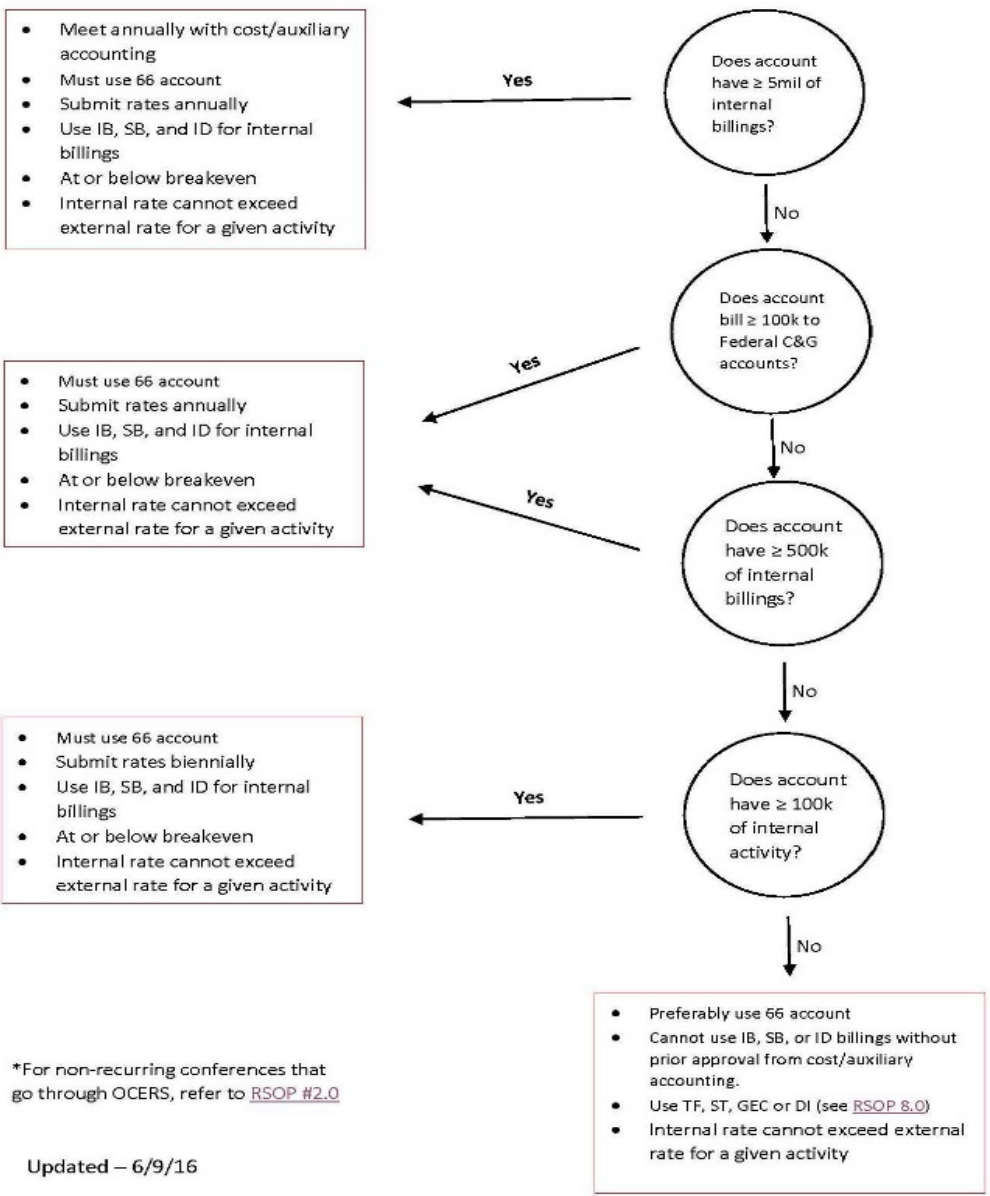 • Meet annually with cost/auxiliary
accounting
• Must use 66 account
• Submit rates annually
• Use IB, SB, and ID for internal
billings
• At or below breakeven
• Internal rate cannot exceed
external rate for a given activity
Yes
Does account
have ≥ 5mil of
internal
billings?
No
Does account
bill ≥ 100k to
Federal C&G
accounts?
Yes
• Must use 66 account
• Submit rates annually
• Use IB, SB, and ID for internal
billings
• At or below breakeven
• Internal rate cannot exceed
external rate for a given activity
No
Yes
Does account
have ≥ 500k
of internal
billings?
No
• Must use 66 account
• Submit rates biennially
• Use IB, SB, and ID for internal
billings
• At or below breakeven
• Internal rate cannot exceed
external rate for a given activity
Yes
Does account
have ≥ 100k
of internal
activity?
No
• Preferably use 66 account
• Cannot use IB, SB, or ID billings without
prior approval from cost/auxiliary
accounting.
• Use TF, ST, GEC or DI (see RSOP 8.0)
• Internal rate cannot exceed external
rate for a given activity
*For non-recurring conferences that
go through OCERS, refer to RSOP #2.0
Updated – 6/9/16